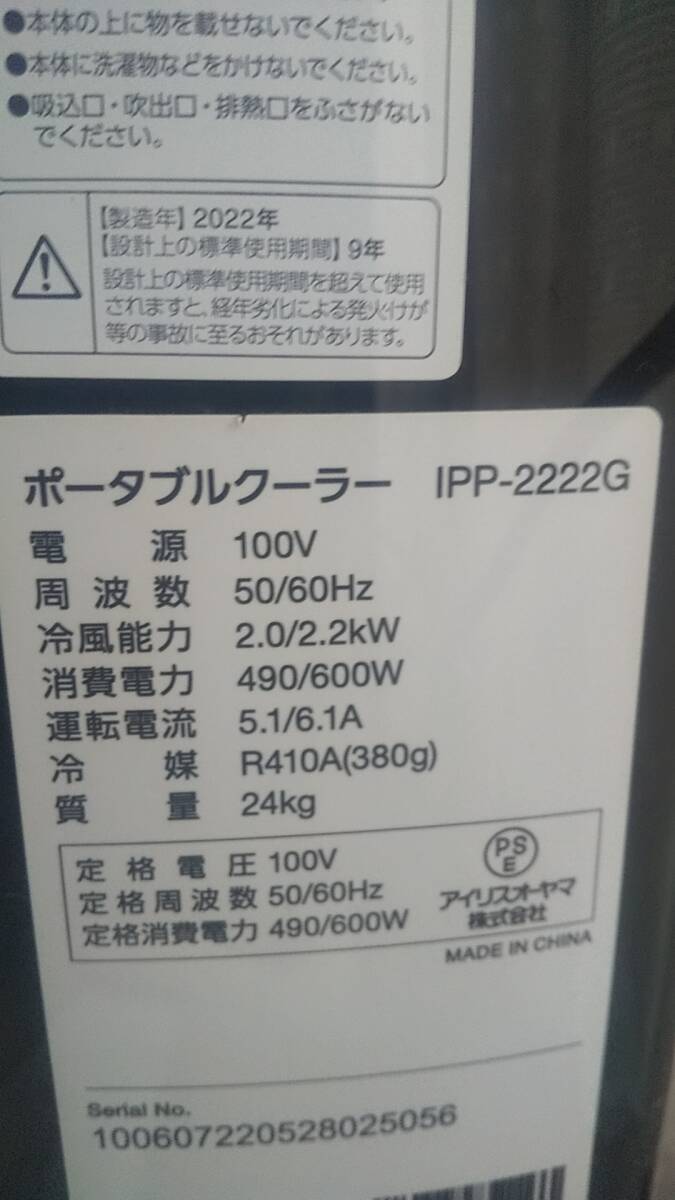 ●本体の上に物を載せないでください。
●本体に洗濯物などをかけないでください。
●吸込口・吹出口・排熱口をふさがない
でください。
【製造年】2022年
【設計上の標準使用期間】9年
設計上の標準使用期間を超えて使用
されますと、経年劣化による発火けが
等の事故に至るおそれがあります。
ポータブルクーラー IPP-2222G
電源 100V
周波数 50/60Hz
冷風能力 2.0/2.2kW
消費電力 490/600W
運転電流 5.1/6.1A
冷媒 R410A(380g)
質量 24kg
定格電圧 100V
定格周波数 50/60Hz
定格消費電力 490/600W
PS
E
アイリスオーヤマ
株式会社
MADE IN CHINA
Serial No.
100607220528025056